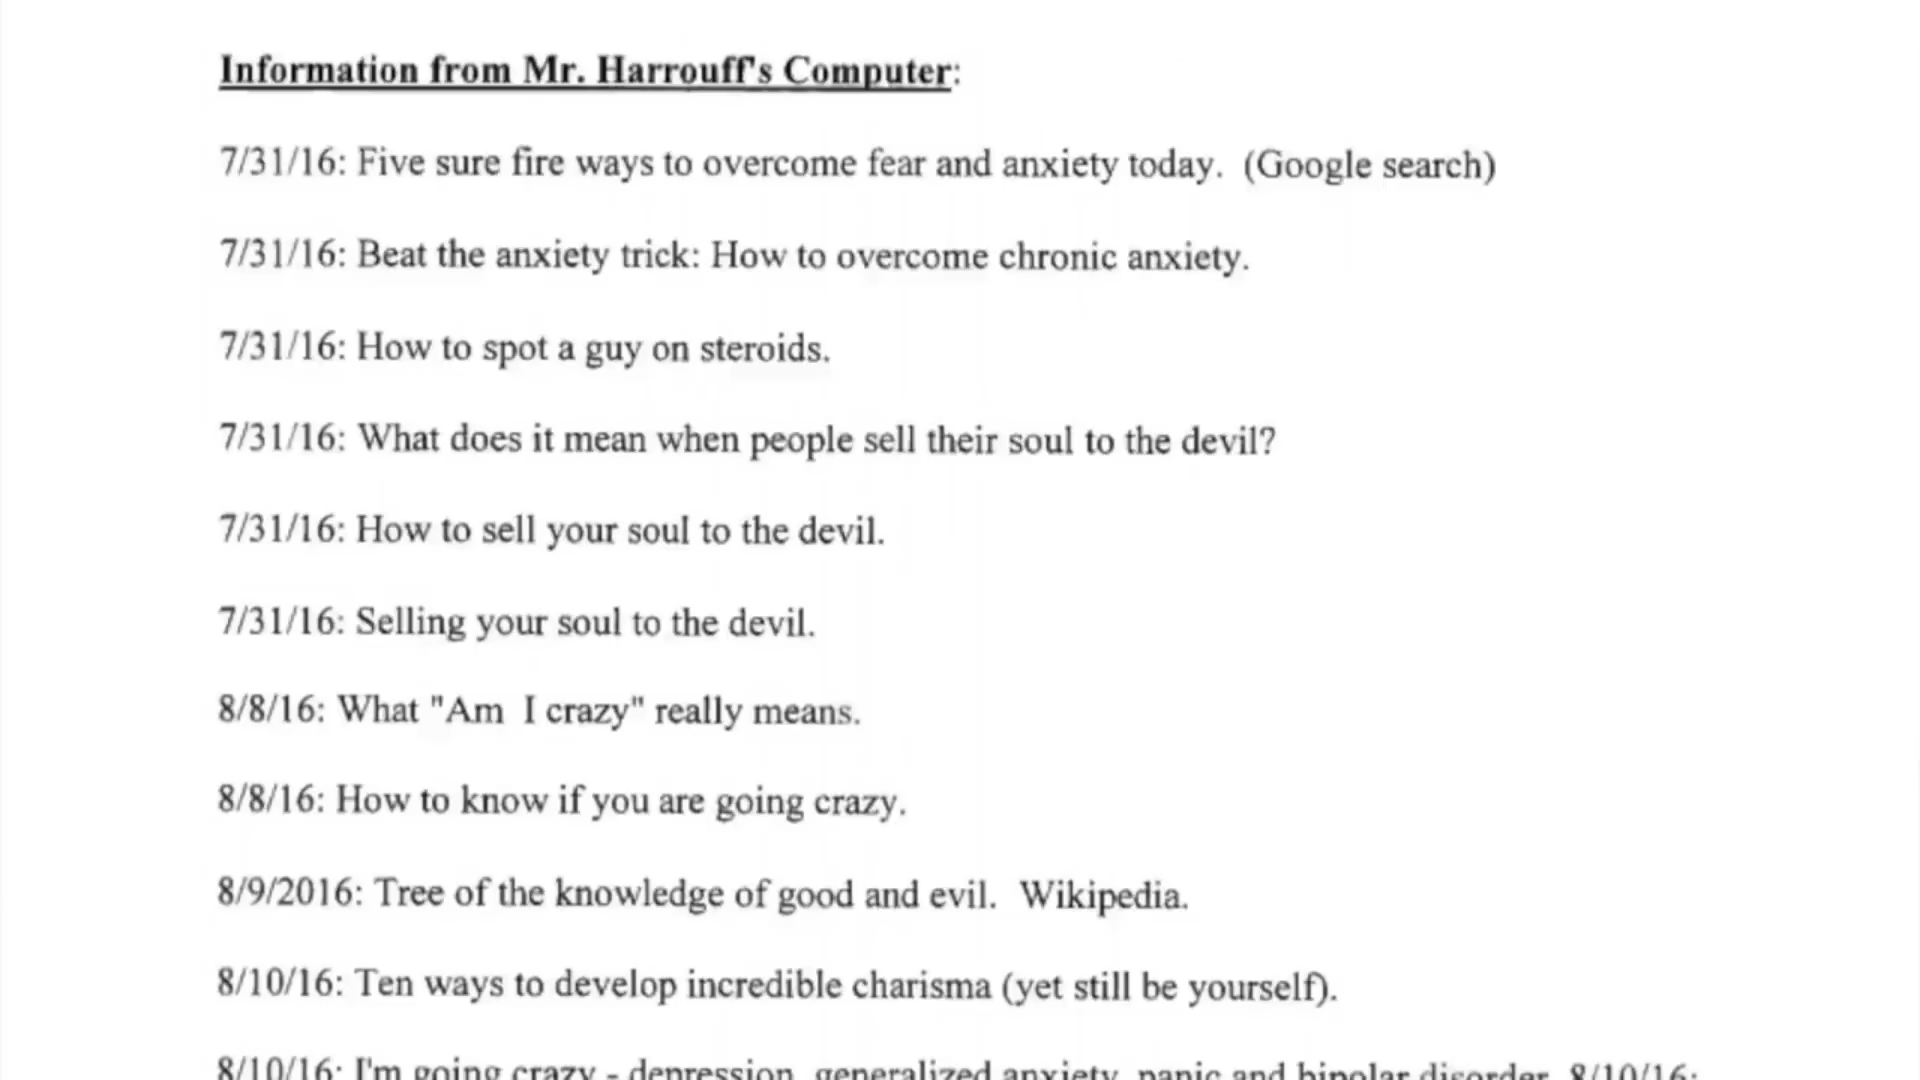 Information from Mr. Harrouff's Computer:
7/31/16: Five sure fire ways to overcome fear and anxiety today. (Google search)
7/31/16: Beat the anxiety trick: How to overcome chronic anxiety.
7/31/16: How to spot a guy on steroids.
7/31/16: What does it mean when people sell their soul to the devil?
7/31/16: How to sell your soul to the devil.
7/31/16: Selling your soul to the devil.
8/8/16: What "Am I crazy" really means.
8/8/16: How to know if you are going crazy.
8/9/2016: Tree of the knowledge of good and evil. Wikipedia.
8/10/16: Ten ways to develop incredible charisma (yet still be yourself).
8/10/16: I'm going crazy - depression, generalized anxiety, panic and bipolar disorder. 8/10/16: